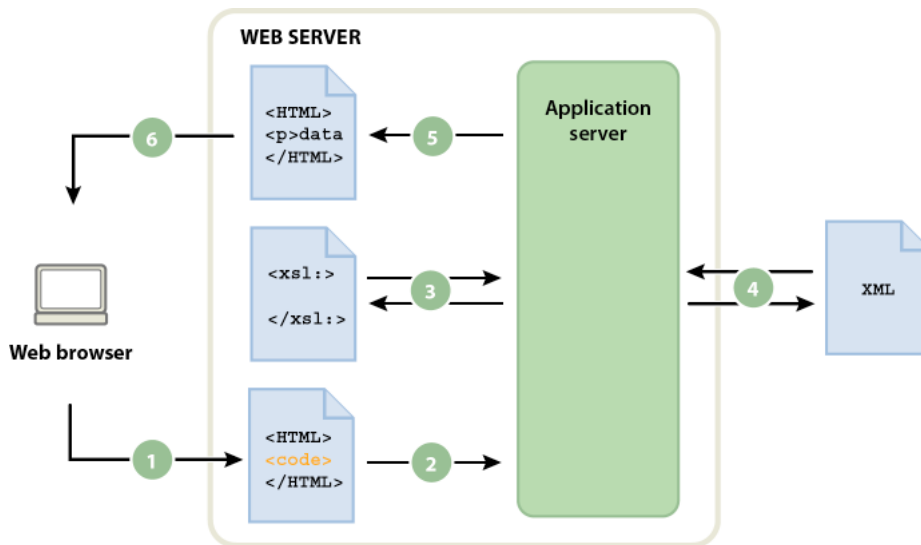 WEB SERVER
<HTML>
<p>data
</HTML>
6
5
Application
server
<xsl:>
</xsl:>
3
4
XML
Web browser
<HTML>
<code>
</HTML>
1
2